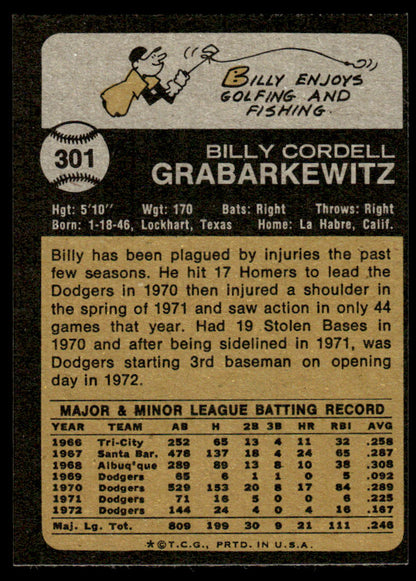 BILLY ENJOYS
GOLFING AND
FISHING.
301
BILLY CORDELL
GRABARKEWITZ
Hgt: 5'10" Wgt: 170 Bats: Right Throws: Right
Born: 1-18-46, Lockhart, Texas Home: La Habre, Calif.
Billy has been plagued by injuries the past
few seasons. He hit 17 Homers to lead the
Dodgers in 1970 then injured a shoulder in
the spring of 1971 and saw action in only 44
games that year. Had 19 Stolen Bases in
1970 and after being sidelined in 1971, was
Dodgers starting 3rd baseman on opening
day in 1972.
MAJOR & MINOR LEAGUE BATTING RECORD
YEAR TEAM AB H 2B 3B HR RBI AVG
1966 Tri-City 252 65 13 4 11 32 .258
1967 Santa Bar. 476 137 18 4 24 65 .287
1968 Albuq'que 289 89 13 8 10 38 .308
1969 Dodgers 65 6 1 1 0 5 .092
1970 Dodgers 529 153 20 8 17 84 .289
1971 Dodgers 71 16 5 0 0 6 .225
1972 Dodgers 144 24 4 0 4 16 .167
Maj. Lg. Tot. 809 199 30 9 21 111 .246
*©T.C.G., PRTD. IN U.S.A.